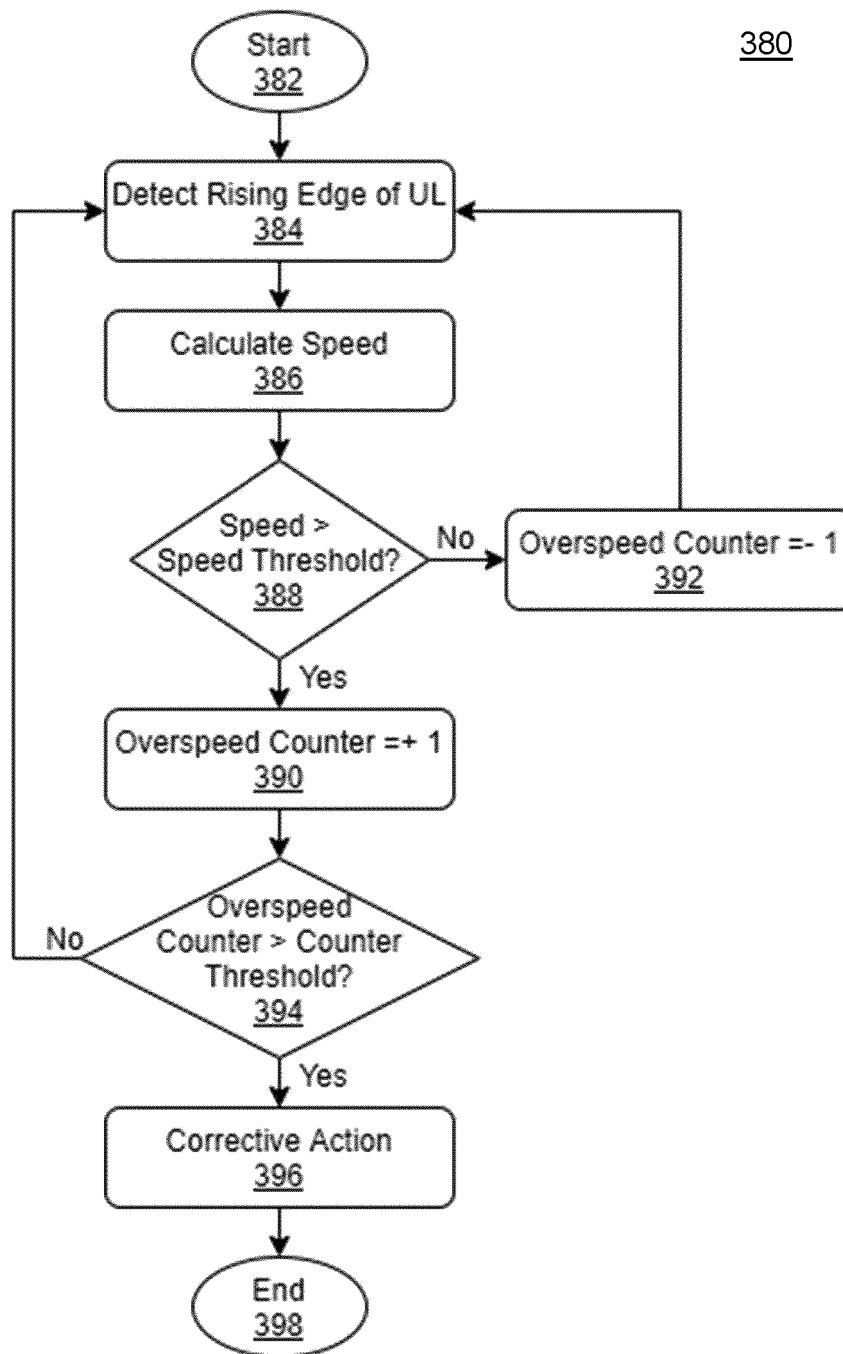 380
Start
382
Detect Rising Edge of UL
384
Calculate Speed
386
Speed >
Speed Threshold?
388
No
Overspeed Counter =- 1
392
Yes
Overspeed Counter =+ 1
390
Overspeed
Counter > Counter
Threshold?
394
No
Yes
Corrective Action
396
End
398